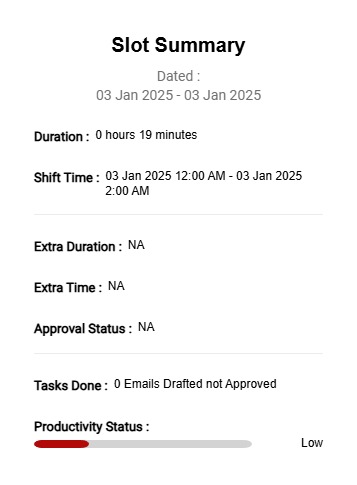 Slot Summary
Dated :
03 Jan 2025 - 03 Jan 2025
Duration : 0 hours 19 minutes
Shift Time : 03 Jan 2025 12:00 AM - 03 Jan 2025
2:00 AM
Extra Duration : NA
Extra Time : NA
Approval Status : NA
Tasks Done : 0 Emails Drafted not Approved
Productivity Status :
Low